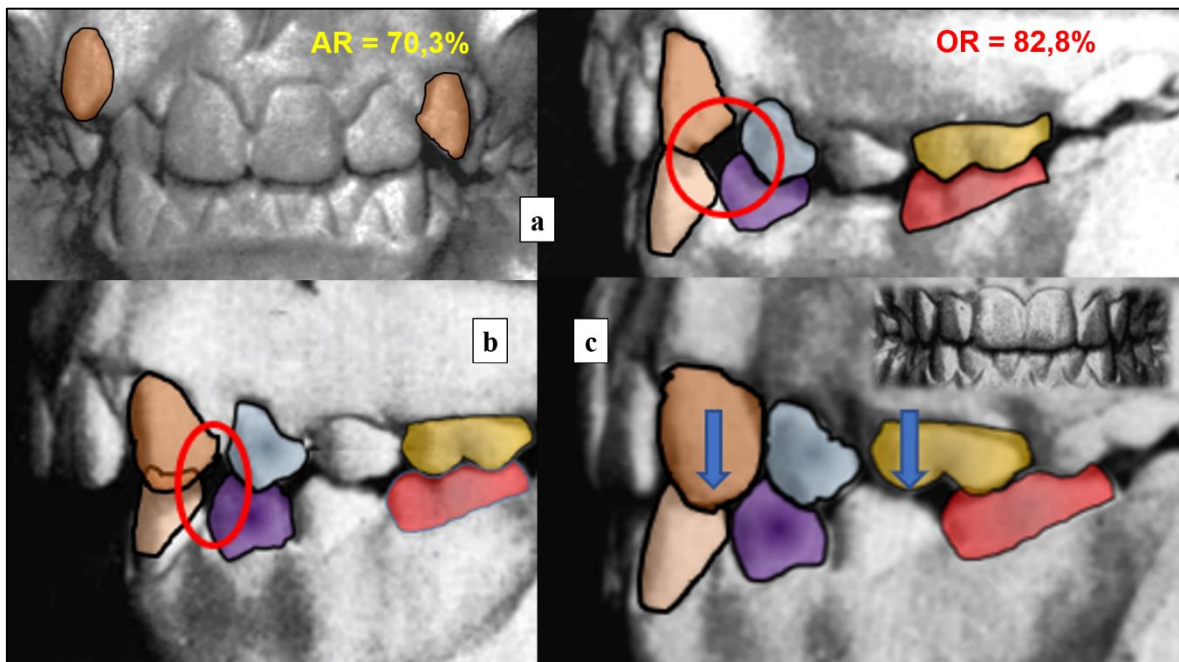 AR = 70,3%
OR = 82,8%
a
b
c